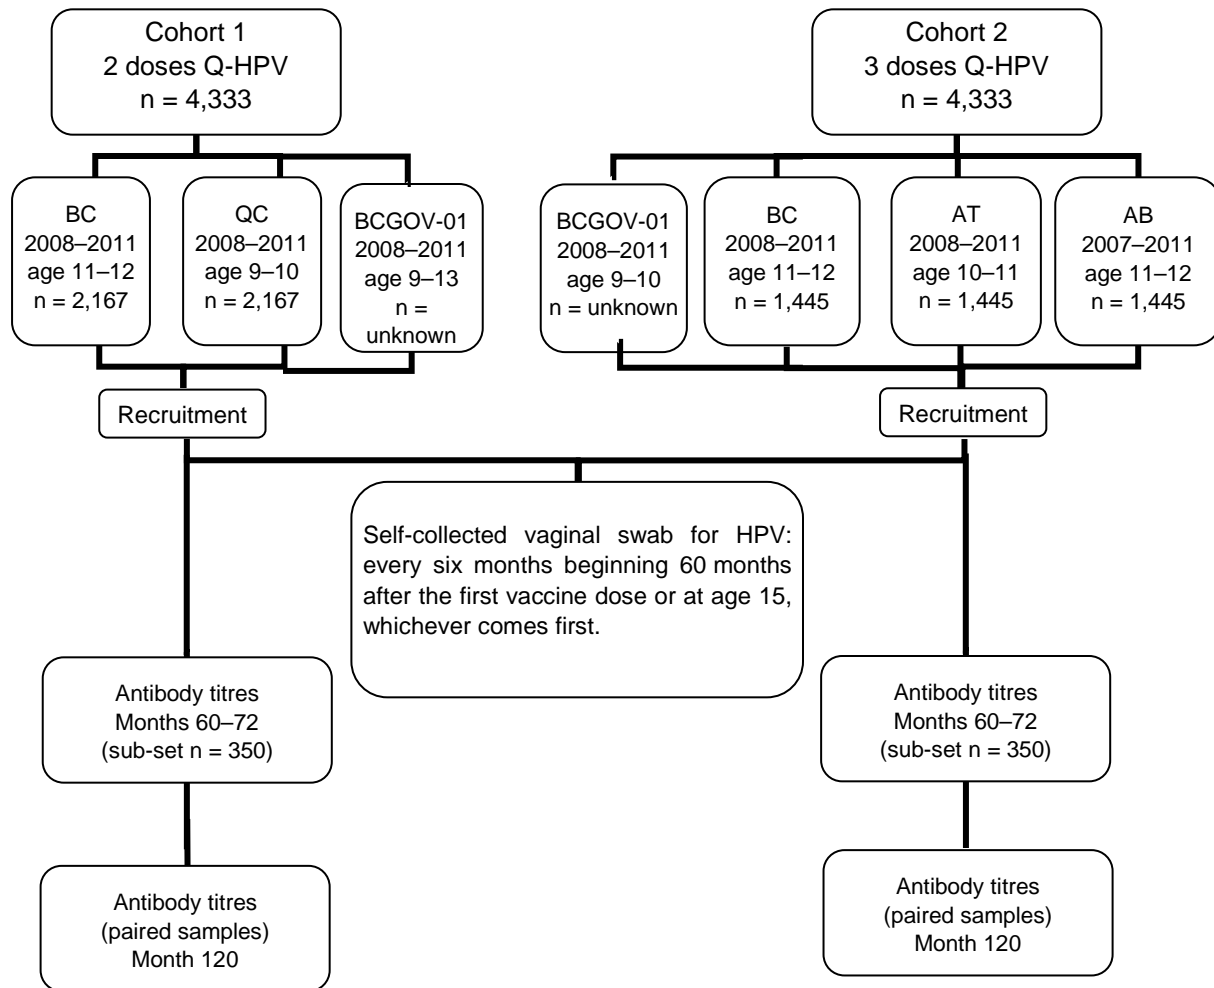 Cohort 1
2 doses Q-HPV
n = 4,333
Cohort 2
3 doses Q-HPV
n = 4,333
BC
2008–2011
age 11–12
n = 2,167
QC
2008–2011
age 9–10
n = 2,167
BCGOV-01
2008–2011
age 9–13
n =
unknown
BCGOV-01
2008–2011
age 9–10
n = unknown
BC
2008–2011
age 11–12
n = 1,445
AT
2008–2011
age 10–11
n = 1,445
AB
2007–2011
age 11–12
n = 1,445
Recruitment
Recruitment
Self-collected vaginal swab for HPV:
every six months beginning 60 months
after the first vaccine dose or at age 15,
whichever comes first.
Antibody titres
Months 60–72
(sub-set n = 350)
Antibody titres
Months 60–72
(sub-set n = 350)
Antibody titres
(paired samples)
Month 120
Antibody titres
(paired samples)
Month 120